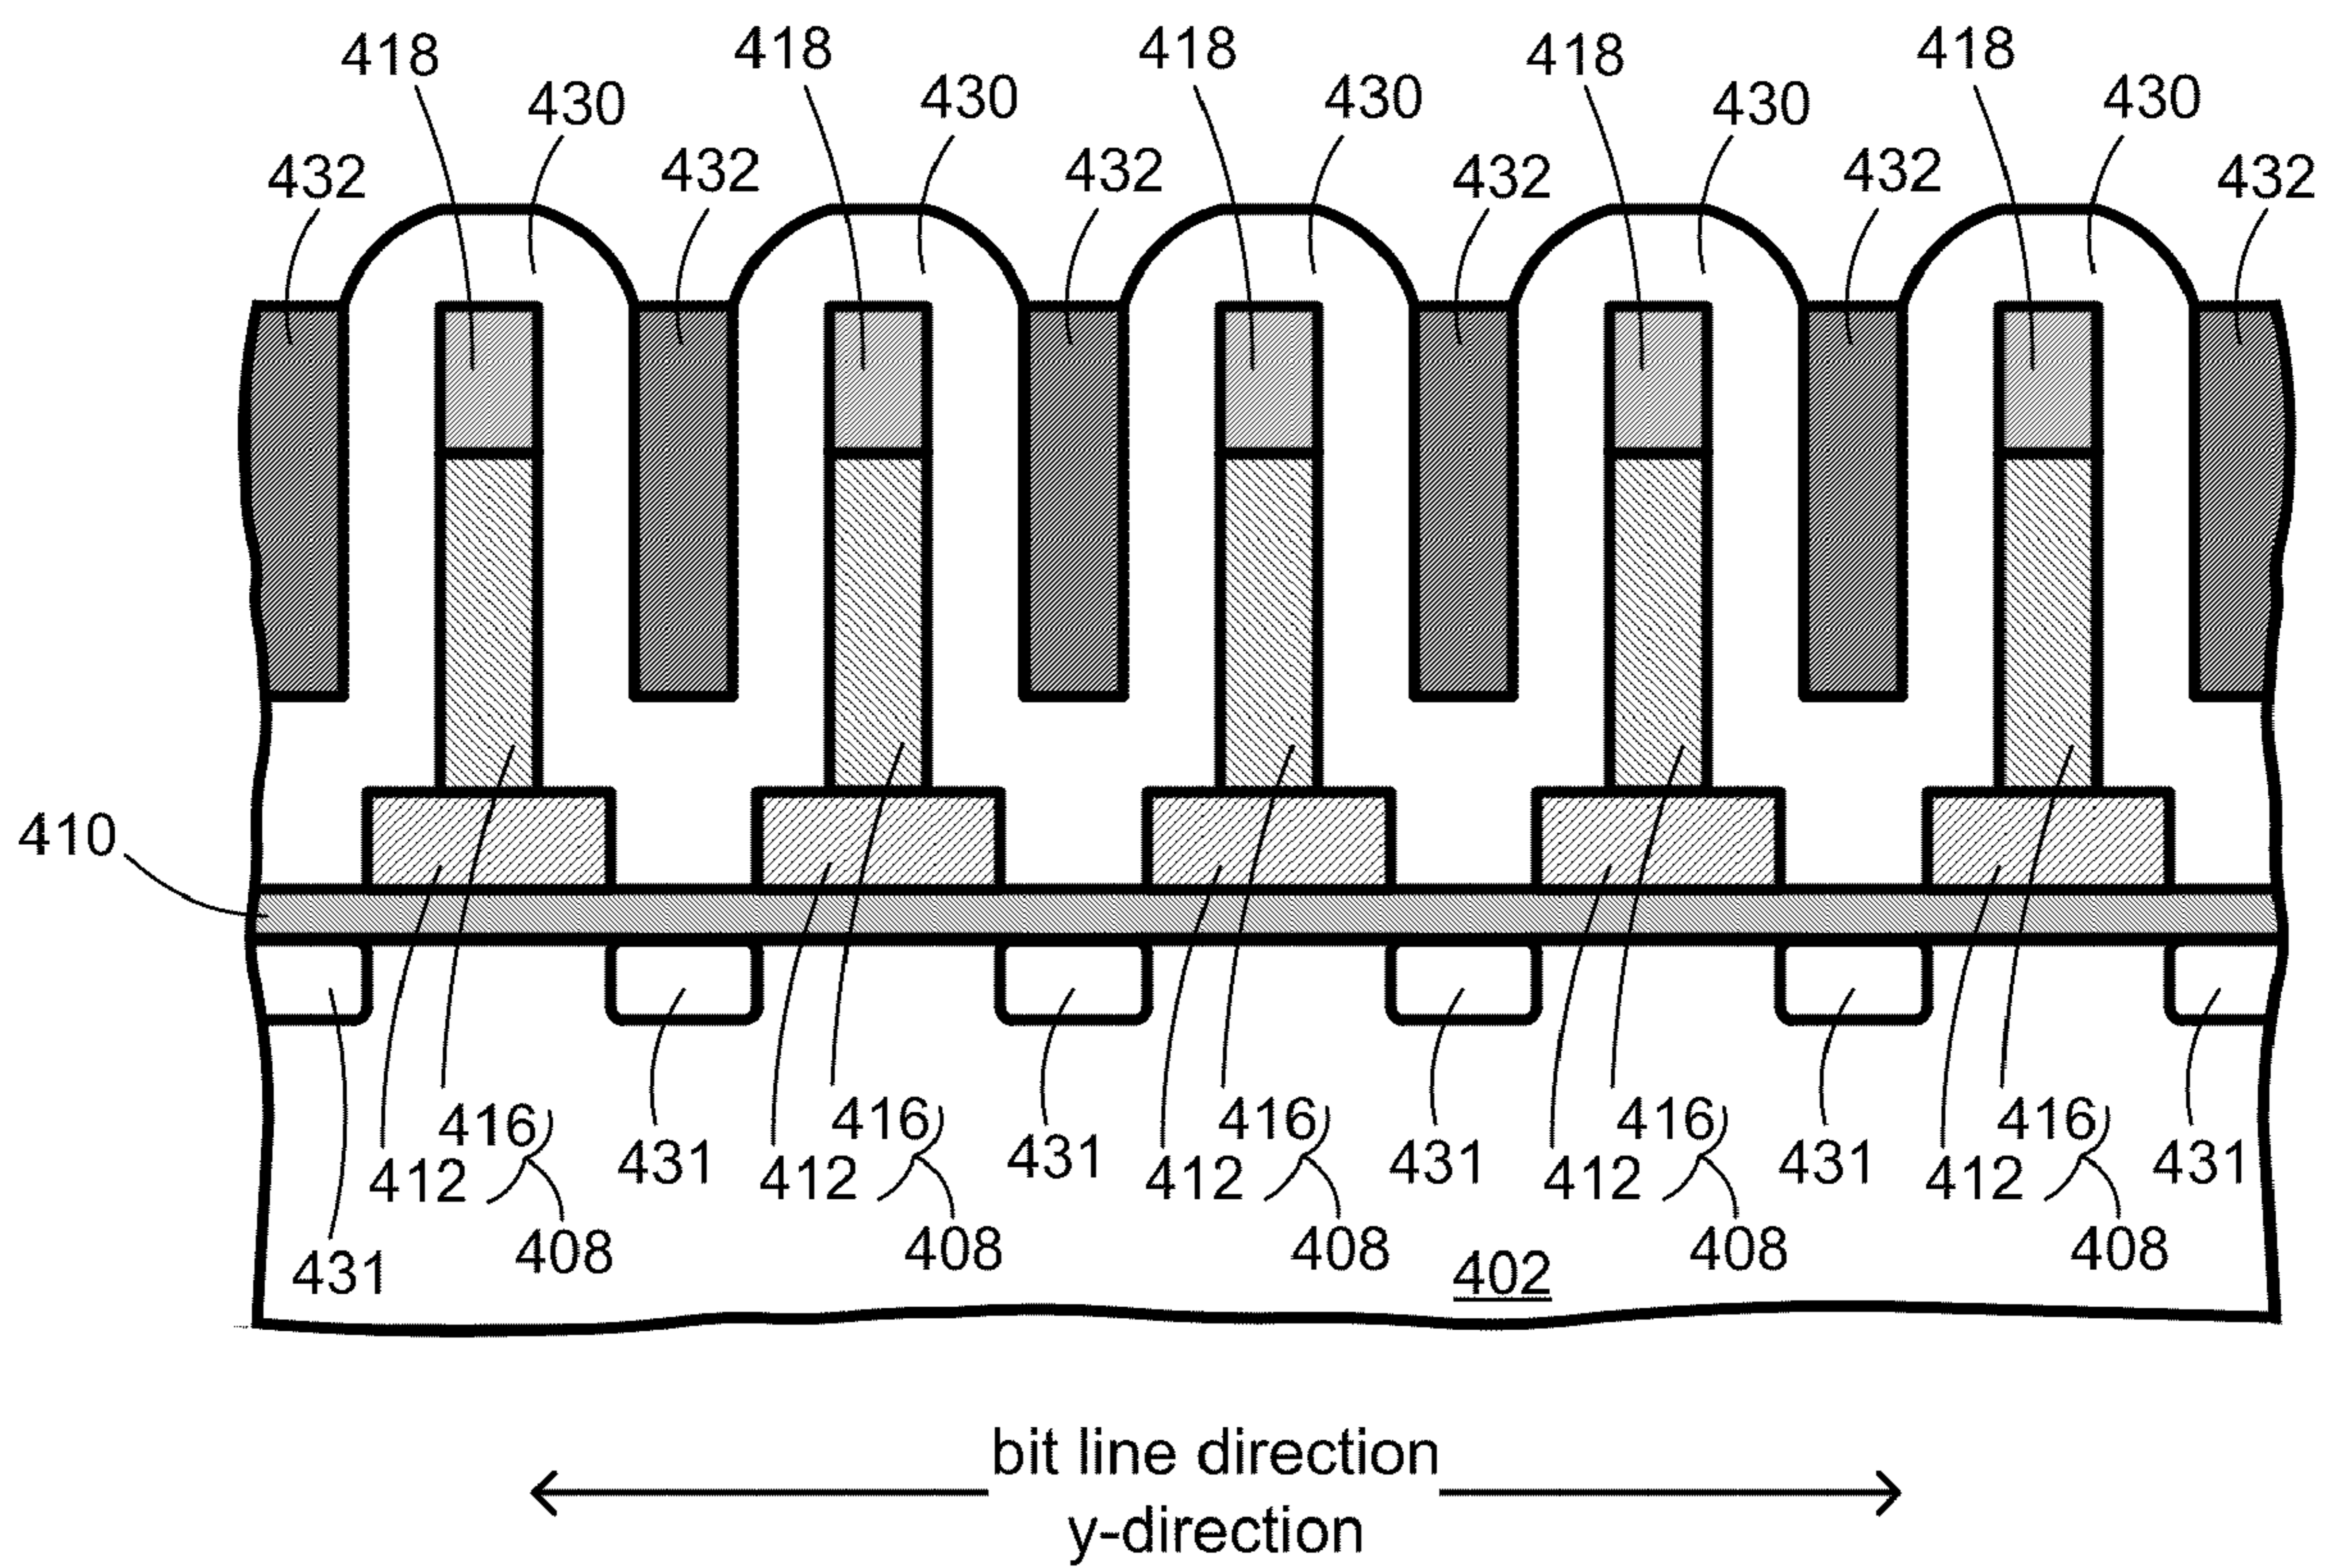 418 418 418 418 418
430 430 430 430 430
432 432 432 432 432 432
410
416 416 416 416 416
431 431 431 431 431
412 412 412 412 412
408 408 408 408 408
431 402
bit line direction
y-direction